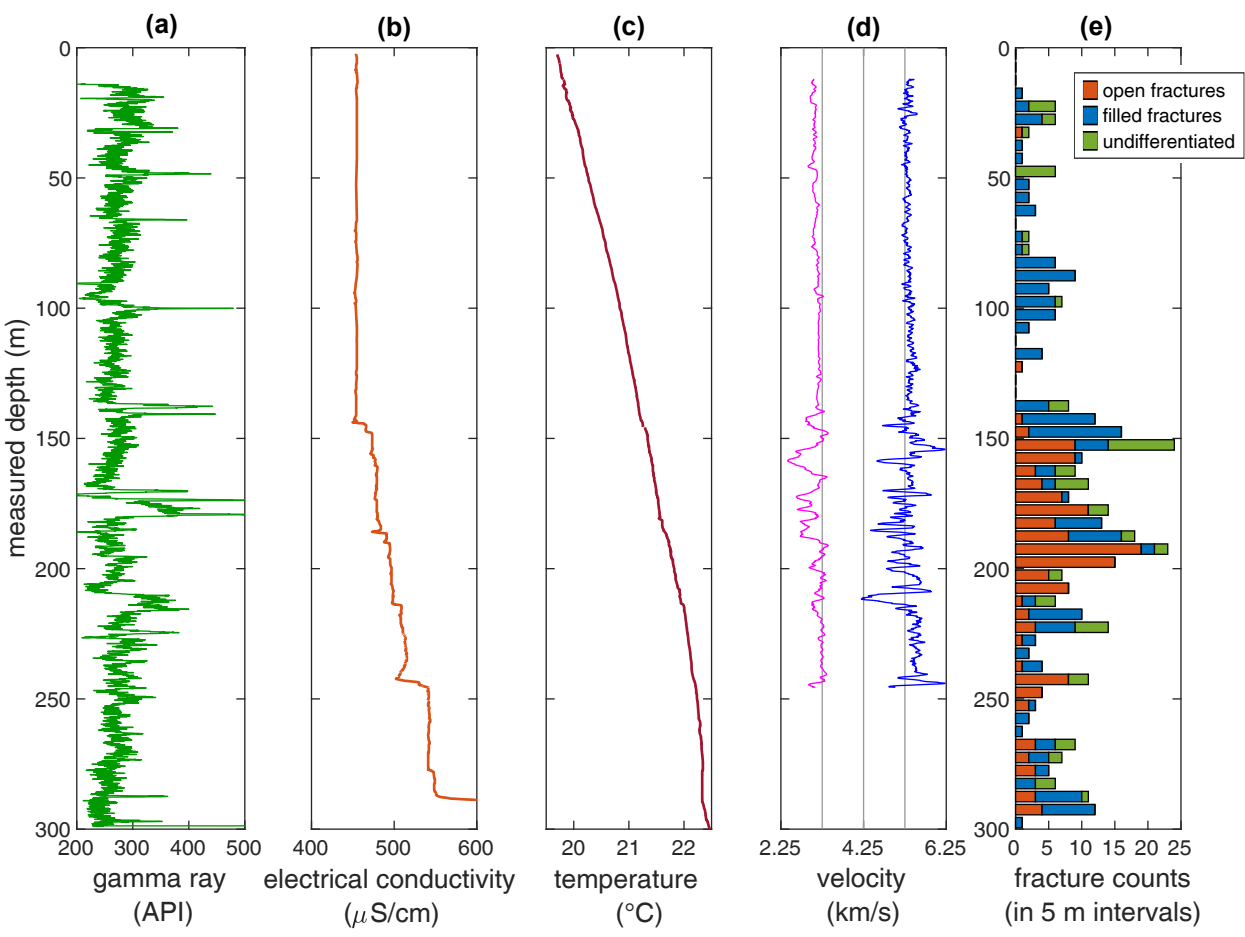 (a) (b) (c) (d) (e)
open fractures
filled fractures
undifferentiated
measured depth (m)
0 0
50 50
100 100
150 150
200 200
250 250
300 300
200 300 400 500 400 500 600 20 21 22 2.25 4.25 6.25 0 5 10 15 20 25
gamma ray electrical conductivity temperature velocity fracture counts
(API) (μS/cm) (°C) (km/s) (in 5 m intervals)